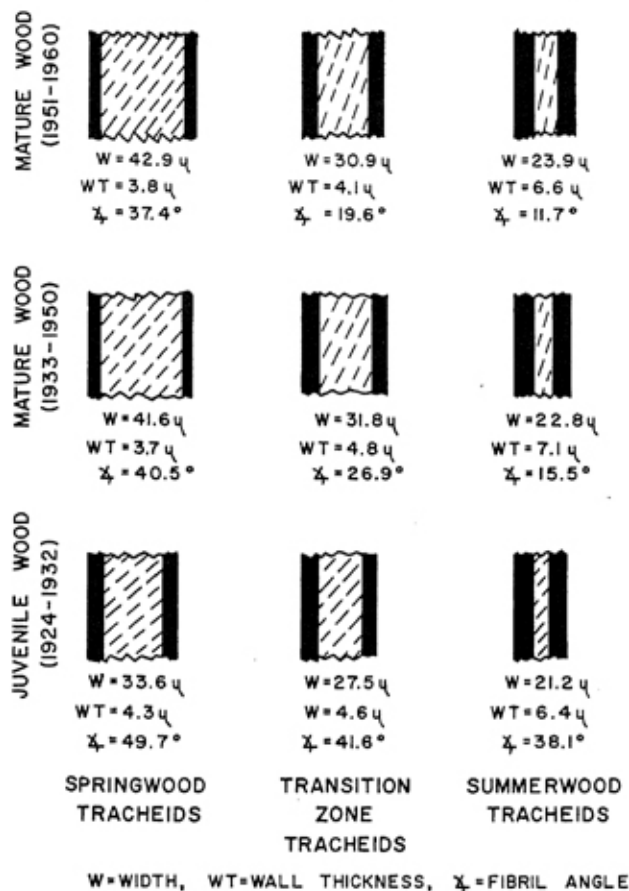 MATURE WOOD
(1951-1960)
W=42.9 μ
WT=3.8 μ
∡=37.4°
W=30.9 μ
WT=4.1 μ
∡=19.6°
W=23.9 μ
WT=6.6 μ
∡=11.7°
MATURE WOOD
(1933-1950)
W=41.6 μ
WT=3.7 μ
∡=40.5°
W=31.8 μ
WT=4.8 μ
∡=26.9°
W=22.8 μ
WT=7.1 μ
∡=15.5°
JUVENILE WOOD
(1924-1932)
W=33.6 μ
WT=4.3 μ
∡=49.7°
W=27.5 μ
W=4.6 μ
∡=41.6°
W=21.2 μ
WT=6.4 μ
∡=38.1°
SPRINGWOOD
TRACHEIDS
TRANSITION
ZONE
TRACHEIDS
SUMMERWOOD
TRACHEIDS
W=WIDTH, WT=WALL THICKNESS, ∡=FIBRIL ANGLE